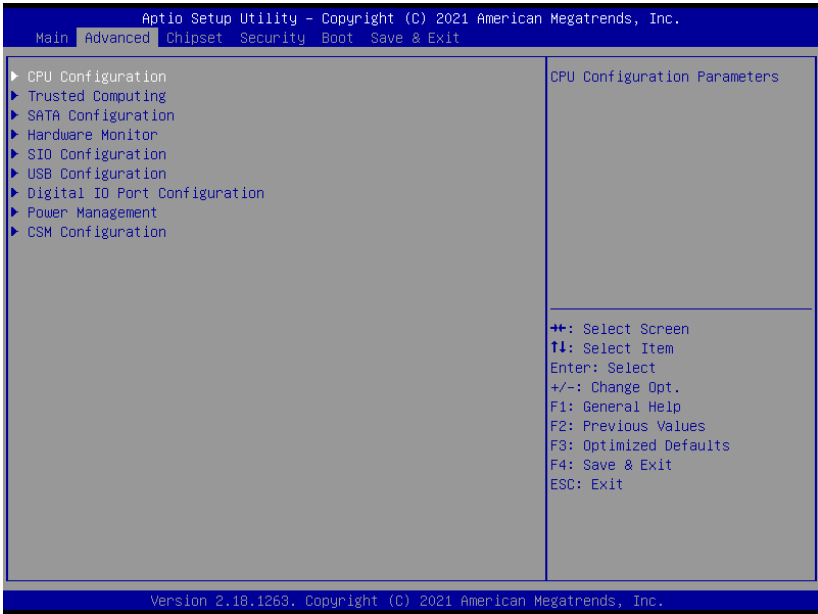 Aptio Setup Utility – Copyright (C) 2021 American Megatrends, Inc.
Main Advanced Chipset Security Boot Save & Exit
CPU Configuration
Trusted Computing
SATA Configuration
Hardware Monitor
SIO Configuration
USB Configuration
Digital IO Port Configuration
Power Management
CSM Configuration
CPU Configuration Parameters
→←: Select Screen
↑↓: Select Item
Enter: Select
+/-: Change Opt.
F1: General Help
F2: Previous Values
F3: Optimized Defaults
F4: Save & Exit
ESC: Exit
Version 2.18.1263. Copyright (C) 2021 American Megatrends, Inc.